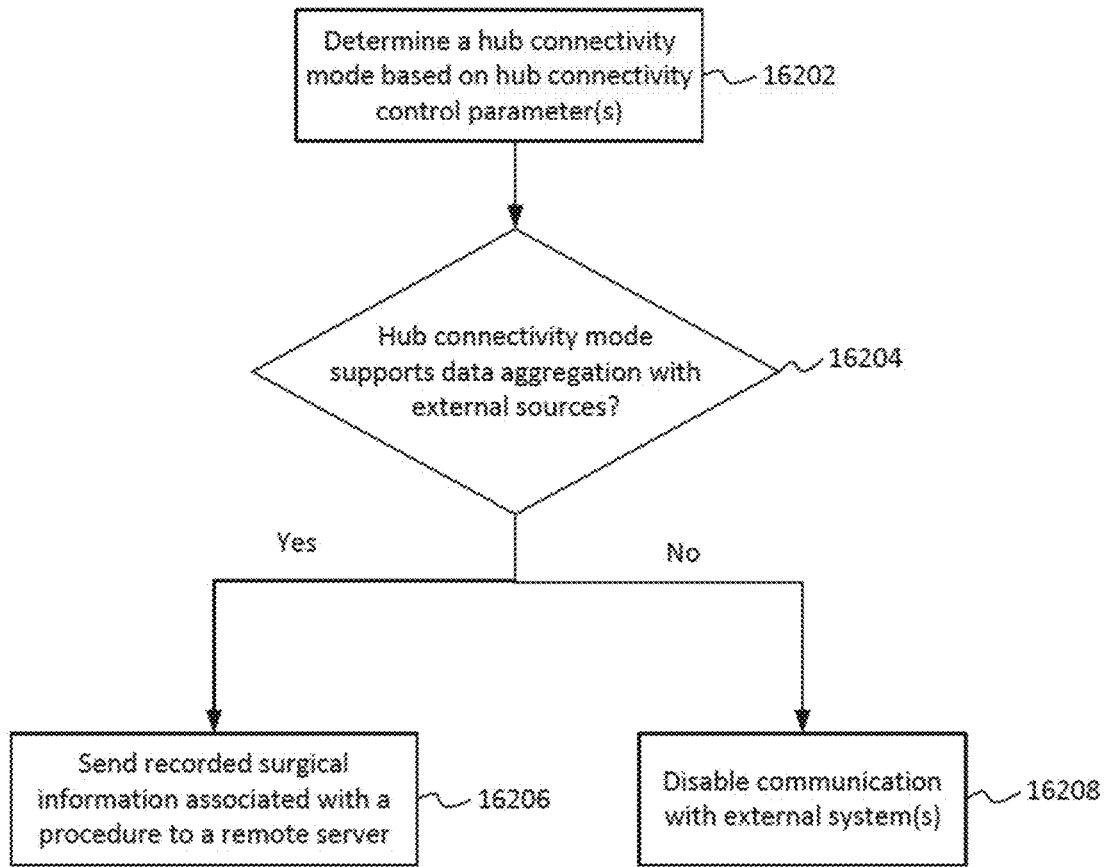 Determine a hub connectivity
mode based on hub connectivity
control parameter(s)
16202
Hub connectivity mode
supports data aggregation with
external sources?
16204
Yes
No
Send recorded surgical
information associated with a
procedure to a remote server
16206
Disable communication
with external system(s)
16208